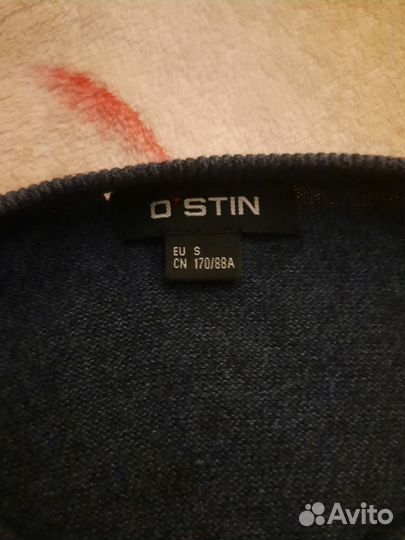 O'STIN
EU S
CN 170/88A
Avito